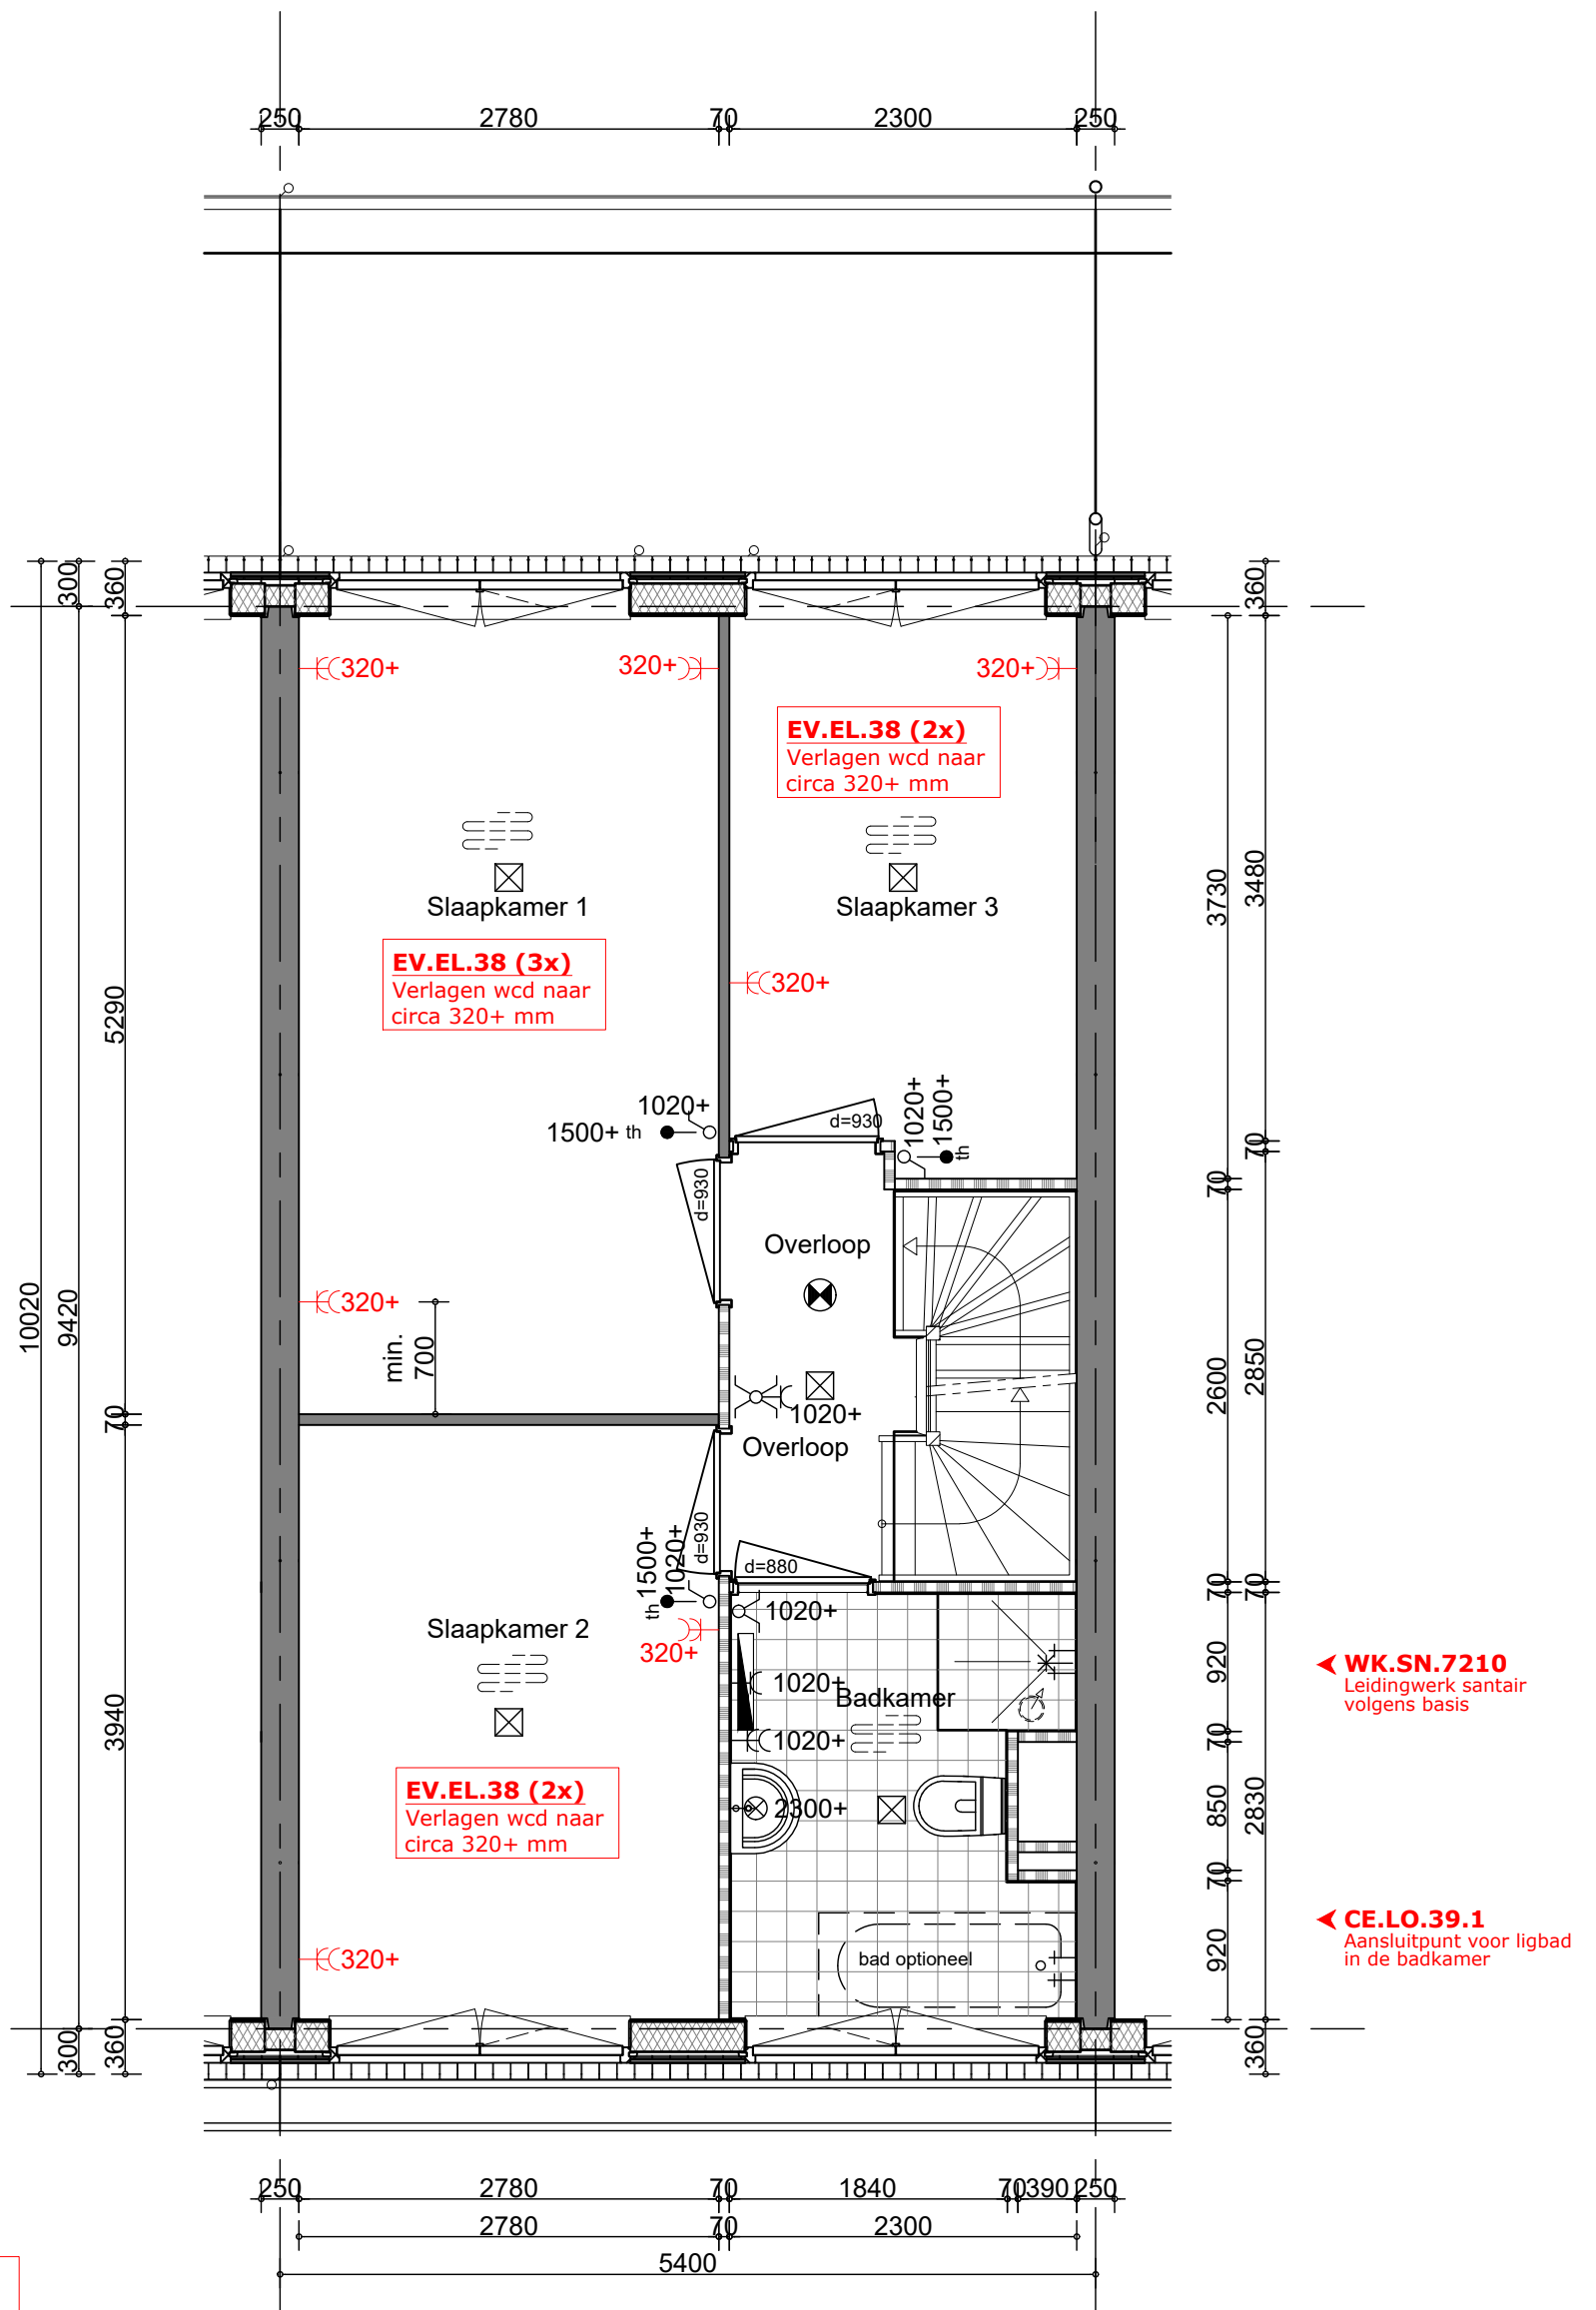 250 2780 70 2300 250
300 360 360
320+ 320+ 320+
EV.EL.38 (2x)
Verlagen wcd naar
circa 320+ mm
Slaapkamer 1 Slaapkamer 3
3730 3480
EV.EL.38 (3x)
Verlagen wcd naar
circa 320+ mm
320+
5290
1020+
1500+ th
d=930
1020+
1500+
th
70
70
d=930
Overloop
320+
min.
700
10020
9420
2600
2850
1020+
Overloop
70
d=930
1500+
1020+
th
d=880
70 70
1020+
Slaapkamer 2
320+
1020+
Badkamer
1020+
920
WK.SN.7210
Leidingwerk santair
volgens basis
3940
70
EV.EL.38 (2x)
Verlagen wcd naar
circa 320+ mm
2300+
850
2830
70
320+
bad optioneel
920
CE.LO.39.1
Aansluitpunt voor ligbad
in de badkamer
300 360 360
250 2780 70 1840 70 390 250
2780 70 2300
5400